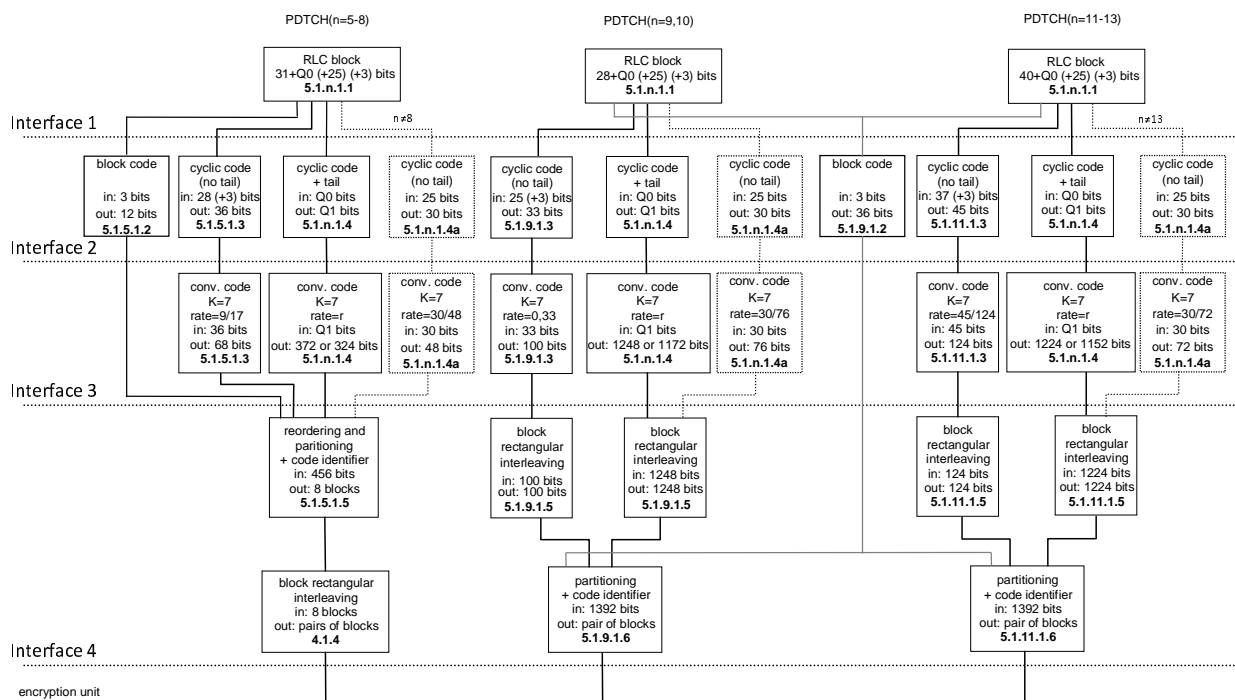 PDTCH(n=5-8)
PDTCH(n=9,10)
PDTCH(n=11-13)
RLC block
31+Q0 (+25) (+3) bits
5.1.n.1.1
RLC block
28+Q0 (+25) (+3) bits
5.1.n.1.1
RLC block
40+Q0 (+25) (+3) bits
5.1.n.1.1
Interface 1
n≠8
n≠13
block code
in: 3 bits
out: 12 bits
5.1.5.1.2
cyclic code
(no tail)
in: 28 (+3) bits
out: 36 bits
5.1.5.1.3
cyclic code
+ tail
in: Q0 bits
out: Q1 bits
5.1.n.1.4
cyclic code
(no tail)
in: 25 bits
out: 30 bits
5.1.n.1.4a
cyclic code
(no tail)
in: 25 (+3) bits
out: 33 bits
5.1.9.1.3
cyclic code
+ tail
in: Q0 bits
out: Q1 bits
5.1.n.1.4
cyclic code
(no tail)
in: 25 bits
out: 30 bits
5.1.n.1.4a
block code
in: 3 bits
out: 36 bits
5.1.9.1.2
cyclic code
(no tail)
in: 37 (+3) bits
out: 45 bits
5.1.11.1.3
cyclic code
+ tail
in: Q0 bits
out: Q1 bits
5.1.n.1.4
cyclic code
(no tail)
in: 25 bits
out: 30 bits
5.1.n.1.4a
Interface 2
conv. code
K=7
rate=9/17
in: 36 bits
out: 68 bits
5.1.5.1.3
conv. code
K=7
rate=r
in: Q1 bits
out: 372 or 324 bits
5.1.n.1.4
conv. code
K=7
rate=30/48
in: 30 bits
out: 48 bits
5.1.n.1.4a
conv. code
K=7
rate=0,33
in: 33 bits
out: 100 bits
5.1.9.1.3
conv. code
K=7
rate=r
in: Q1 bits
out: 1248 or 1172 bits
5.1.n.1.4
conv. code
K=7
rate=30/76
in: 30 bits
out: 76 bits
5.1.n.1.4a
conv. code
K=7
rate=45/124
in: 45 bits
out: 124 bits
5.1.11.1.3
conv. code
K=7
rate=r
in: Q1 bits
out: 1224 or 1152 bits
5.1.n.1.4
conv. code
K=7
rate=30/72
in: 30 bits
out: 72 bits
5.1.n.1.4a
Interface 3
reordering and
paritioning
+ code identifier
in: 456 bits
out: 8 blocks
5.1.5.1.5
block
rectangular
interleaving
in: 100 bits
out: 100 bits
5.1.9.1.5
block
rectangular
interleaving
in: 1248 bits
out: 1248 bits
5.1.9.1.5
block
rectangular
interleaving
in: 124 bits
out: 124 bits
5.1.11.1.5
block
rectangular
interleaving
in: 1224 bits
out: 1224 bits
5.1.11.1.5
block rectangular
interleaving
in: 8 blocks
out: pairs of blocks
4.1.4
partitioning
+ code identifier
in: 1392 bits
out: pair of blocks
5.1.9.1.6
partitioning
+ code identifier
in: 1392 bits
out: pair of blocks
5.1.11.1.6
Interface 4
encryption unit